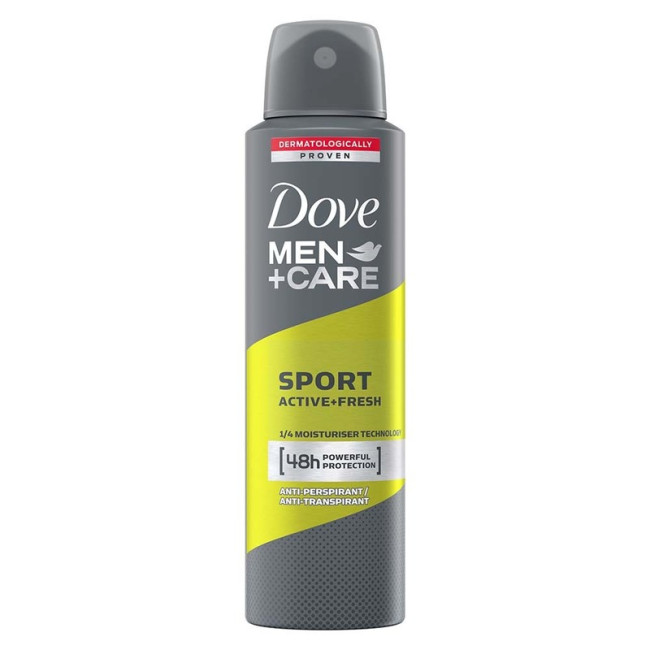 DERMATOLOGICALLY
PROVEN
Dove
MEN
+CARE
SPORT
ACTIVE+FRESH
1/4 MOISTURISER TECHNOLOGY
[48h POWERFUL
PROTECTION]
ANTI-PERSPIRANT/
ANTI-TRANSPIRANT